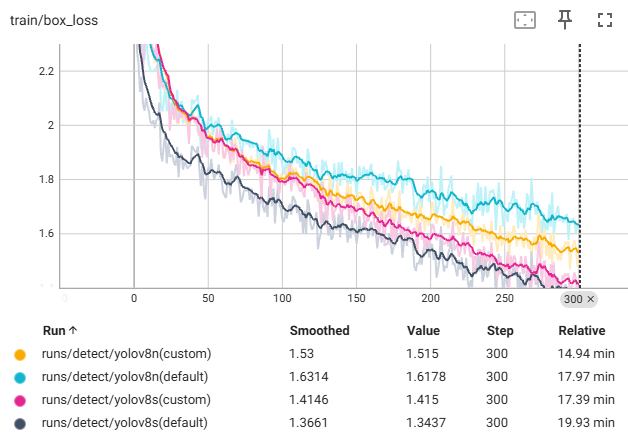 train/box_loss
2.2
2
1.8
1.6
0 0 50 100 150 200 250 300 ×
Run ↑ Smoothed Value Step Relative
runs/detect/yolov8n(custom) 1.53 1.515 300 14.94 min
runs/detect/yolov8n(default) 1.6314 1.6178 300 17.97 min
runs/detect/yolov8s(custom) 1.4146 1.415 300 17.39 min
runs/detect/yolov8s(default) 1.3661 1.3437 300 19.93 min